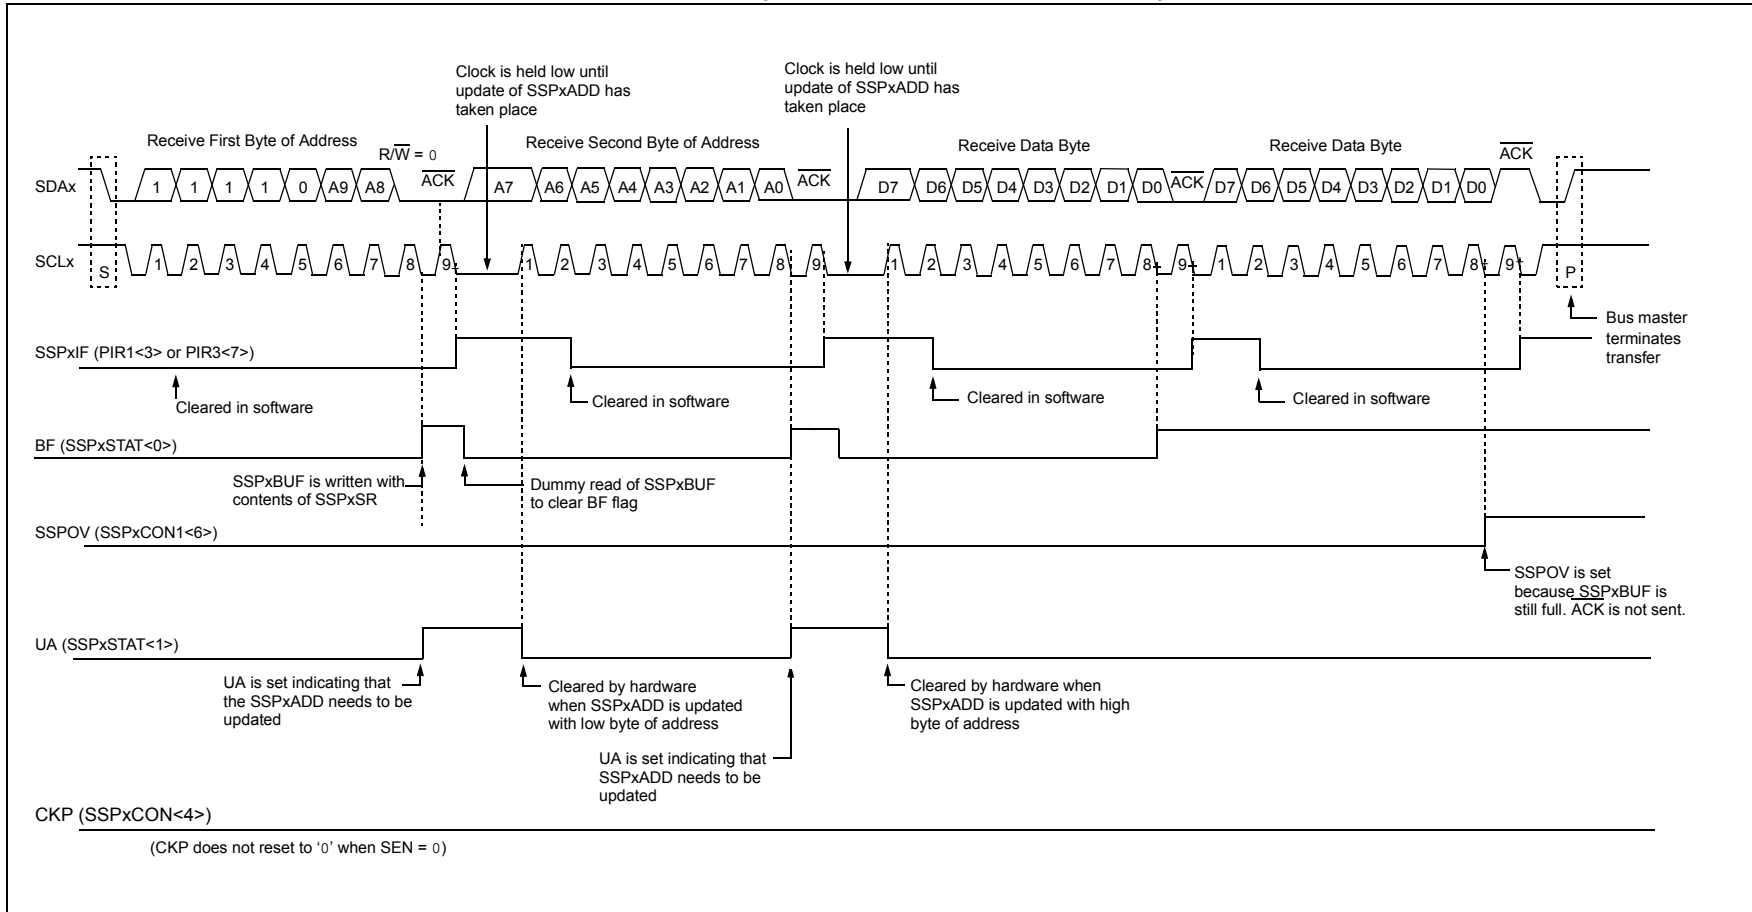 Clock is held low until
update of SSPxADD has
taken place
Clock is held low until
update of SSPxADD has
taken place
Receive First Byte of Address
R/W = 0
ACK
Receive Second Byte of Address
ACK
Receive Data Byte
ACK
Receive Data Byte
ACK
SDAx
1 1 1 1 0 A9 A8
A7 A6 A5 A4 A3 A2 A1 A0
D7 D6 D5 D4 D3 D2 D1 D0
D7 D6 D5 D4 D3 D2 D1 D0
SCLx
S
1 2 3 4 5 6 7 8 9
1 2 3 4 5 6 7 8 9
1 2 3 4 5 6 7 8 9
1 2 3 4 5 6 7 8 9
P
Bus master
terminates
transfer
SSPxIF (PIR1<3> or PIR3<7>)
Cleared in software
Cleared in software
Cleared in software
Cleared in software
BF (SSPxSTAT<0>)
SSPxBUF is written with
contents of SSPxSR
Dummy read of SSPxBUF
to clear BF flag
SSPOV (SSPxCON1<6>)
SSPOV is set
because SSPxBUF is
still full. ACK is not sent.
UA (SSPxSTAT<1>)
UA is set indicating that
the SSPxADD needs to be
updated
Cleared by hardware
when SSPxADD is updated
with low byte of address
UA is set indicating that
SSPxADD needs to be
updated
Cleared by hardware when
SSPxADD is updated with high
byte of address
CKP (SSPxCON<4>)
(CKP does not reset to ‘0’ when SEN = 0)